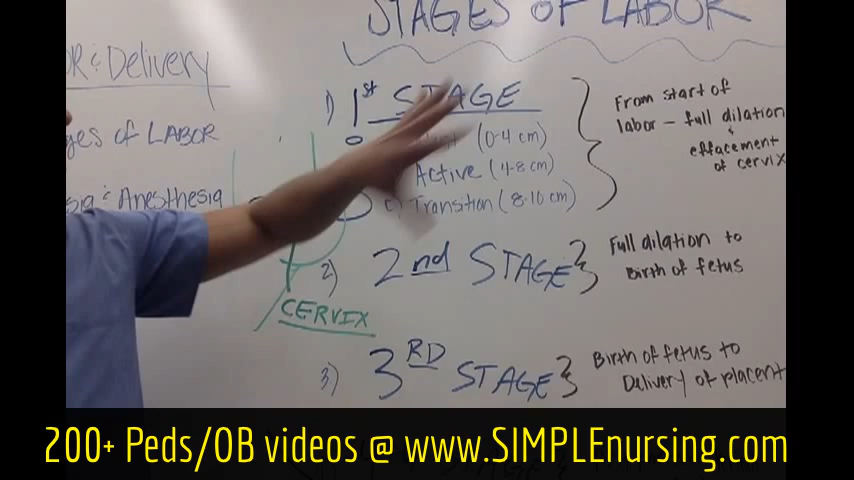 STAGES OF LABOR
& Delivery
ges of LABOR
& Anesthesia
1) 1st STAGE
(0-4 cm)
Active (4-8 cm)
c) Transition (8-10 cm)
From start of
labor - full dilation
&
effacement
of cervix
2) 2nd STAGE
Full dilation to
Birth of fetus
CERVIX
3) 3RD STAGE
Birth of fetus to
Delivery of placent
200+ Peds/OB videos @ www.SIMPLEnursing.com